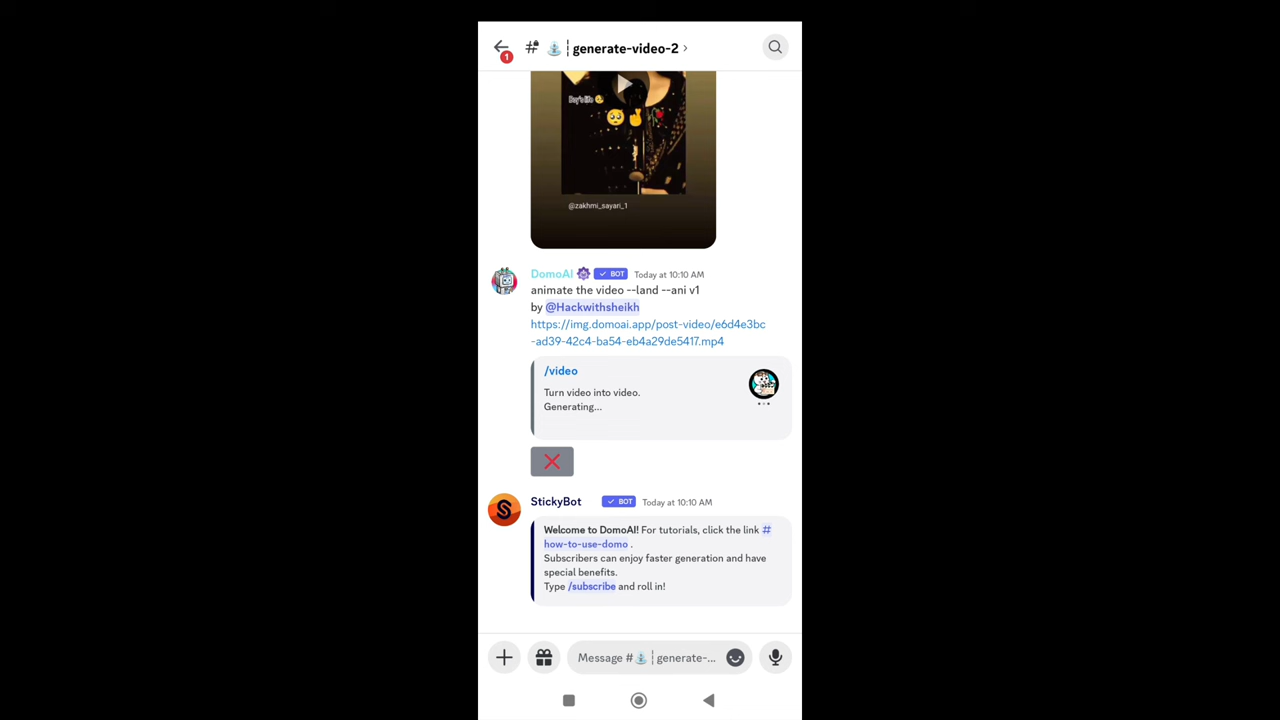 generate-video-2
1
Boy's life
@zakhmi_sayari_1
DomoAI BOT Today at 10:10 AM
animate the video --land --ani v1
by @Hackwithsheikh
https://img.domoai.app/post-video/e6d4e3bc
-ad39-42c4-ba54-eb4a29de5417.mp4
/video
Turn video into video.
Generating...
StickyBot BOT Today at 10:10 AM
Welcome to DomoAI! For tutorials, click the link #
how-to-use-domo .
Subscribers can enjoy faster generation and have
special benefits.
Type /subscribe and roll in!
Message # ¦ generate-...